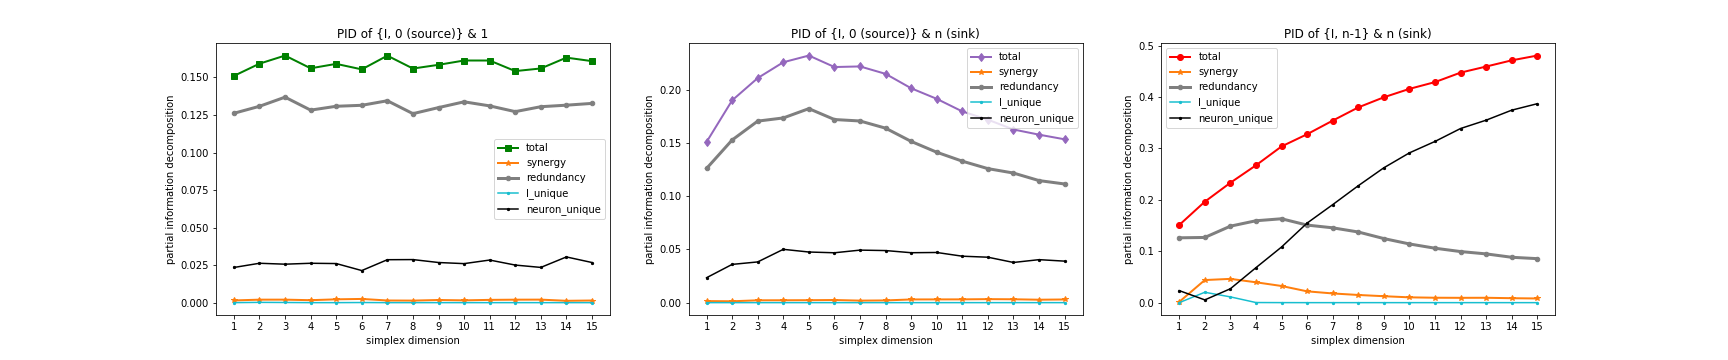 PID of {I, 0 (source)} & 1
partial information decomposition
0.150
0.125
0.100
0.075
0.050
0.025
0.000
total
synergy
redundancy
I_unique
neuron_unique
1 2 3 4 5 6 7 8 9 10 11 12 13 14 15
simplex dimension
PID of {I, 0 (source)} & n (sink)
partial information decomposition
0.20
0.15
0.10
0.05
0.00
total
synergy
redundancy
I_unique
neuron_unique
1 2 3 4 5 6 7 8 9 10 11 12 13 14 15
simplex dimension
PID of {I, n-1} & n (sink)
partial information decomposition
0.5
0.4
0.3
0.2
0.1
0.0
total
synergy
redundancy
I_unique
neuron_unique
1 2 3 4 5 6 7 8 9 10 11 12 13 14 15
simplex dimension